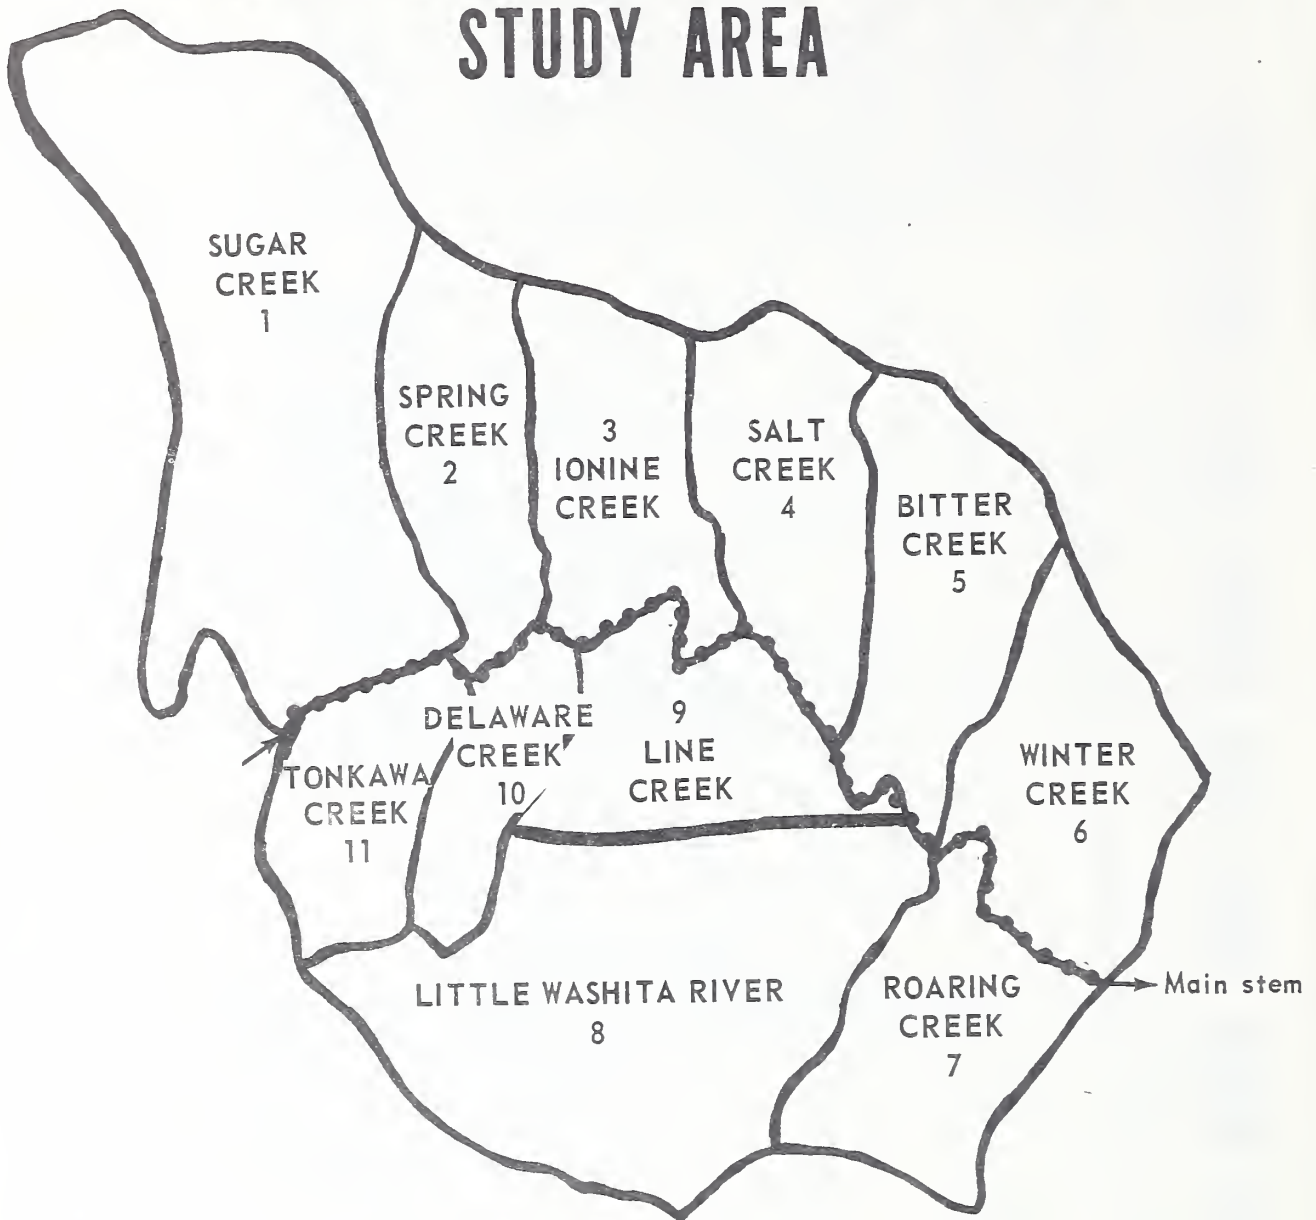 STUDY AREA
SUGAR
CREEK
1
SPRING
CREEK
2
3
IONINE
CREEK
SALT
CREEK
4
BITTER
CREEK
5
WINTER
CREEK
6
DELAWARE
CREEK
10
9
LINE
CREEK
TONKAWA
CREEK
11
LITTLE WASHITA RIVER
8
ROARING
CREEK
7
Main stem